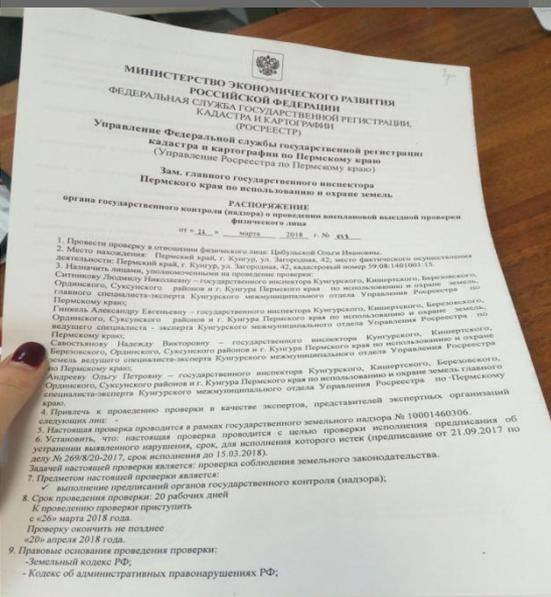 МИНИСТЕРСТВО ЭКОНОМИЧЕСКОГО РАЗВИТИЯ
РОССИЙСКОЙ ФЕДЕРАЦИИ
ФЕДЕРАЛЬНАЯ СЛУЖБА ГОСУДАРСТВЕННОЙ РЕГИСТРАЦИИ,
КАДАСТРА И КАРТОГРАФИИ
(РОСРЕЕСТР)
Управление Федеральной службы государственной регистрации
кадастра и картографии по Пермскому краю
(Управление Росреестра по Пермскому краю)
Зам. главного государственного инспектора
Пермского края по использованию и охране земель
РАСПОРЯЖЕНИЕ
органа государственного контроля (надзора) о проведении внеплановой выездной проверки
физического лица
от « » марта 2018 г. №
1. Провести проверку в отношении физического лица: Цибульской Ольги Ивановны.
2. Место нахождения: Пермский край, г. Кунгур, ул. Загородная, 42; место фактического осуществления
деятельности: Пермский край, г. Кунгур, ул. Загородная, 42, кадастровый номер 59:08:1401001:15.
3. Назначить лицами, уполномоченными на проведение проверки:
Ситникову Людмилу Николаевну – государственного инспектора Кунгурского, Кишертского, Березовского,
Ординского, Суксунского районов и г. Кунгура Пермского края по использованию и охране земель,
главного специалиста-эксперта Кунгурского межмуниципального отдела Управления Росреестра по
Пермскому краю;
Гинкель Александру Евгеньевну – государственного инспектора Кунгурского, Кишертского, Березовского,
Ординского, Суксунского районов и г. Кунгура Пермского края по использованию и охране земель
ведущего специалиста - эксперта Кунгурского межмуниципального отдела Управления Росреестра по
Пермскому краю;
Савостьянову Надежду Викторовну – государственного инспектора Кунгурского, Кишертского,
Березовского, Ординского, Суксунского районов и г. Кунгура Пермского края по использованию и охране
земель ведущего специалиста-эксперта Кунгурского межмуниципального отдела Управления Росреестра
по Пермскому краю;
Андрееву Ольгу Петровну – государственного инспектора Кунгурского, Кишертского, Березовского,
Ординского, Суксунского районов и г. Кунгура Пермского края по использованию и охране земель главного
специалиста-эксперта Кунгурского межмуниципального отдела Управления Росреестра по Пермскому
краю.
4. Привлечь к проведению проверки в качестве экспертов, представителей экспертных организаций
следующих лиц: -
5. Настоящая проверка проводится в рамках государственного земельного надзора № 10001460306.
6. Установить, что: настоящая проверка проводится с целью проверки исполнения предписания об
устранении выявленного нарушения, срок, для исполнения которого истек (предписание от 21.09.2017 по
делу № 269/8/20-2017, срок исполнения до 15.03.2018).
Задачей настоящей проверки является: проверка соблюдения земельного законодательства.
7. Предметом настоящей проверки является:
✓ выполнение предписаний органов государственного контроля (надзора);
8. Срок проведения проверки: 20 рабочих дней
К проведению проверки приступить
с «26» марта 2018 года.
Проверку окончить не позднее
«20» апреля 2018 года.
9. Правовые основания проведения проверки:
-Земельный кодекс РФ;
- Кодекс об административных правонарушениях РФ;